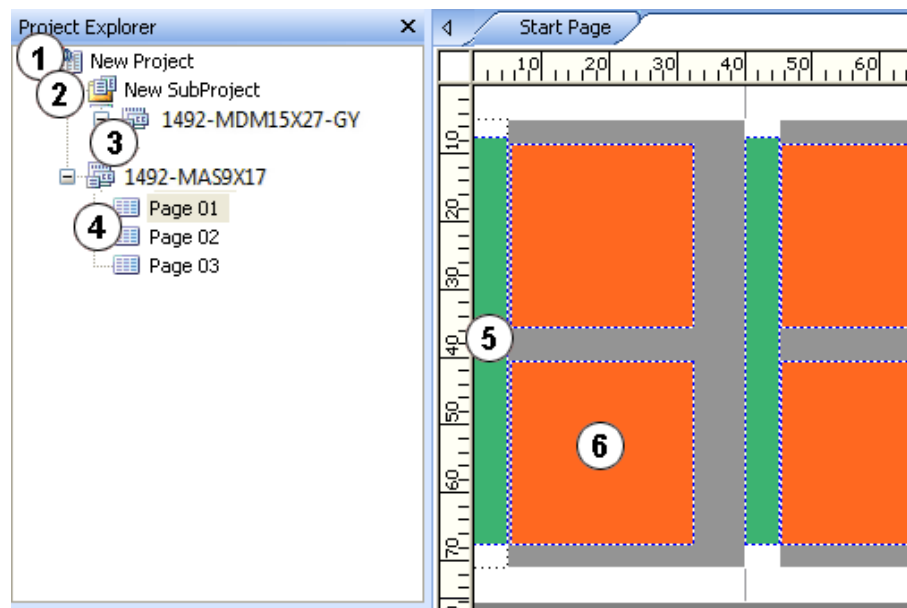 Project Explorer
1 New Project
2 New SubProject
1492-MDM15X27-GY
3
1492-MAS9X17
Page 01
4 Page 02
Page 03
Start Page
10 20 30 40 50 60
10
20
30
40
50
60
70
5
6